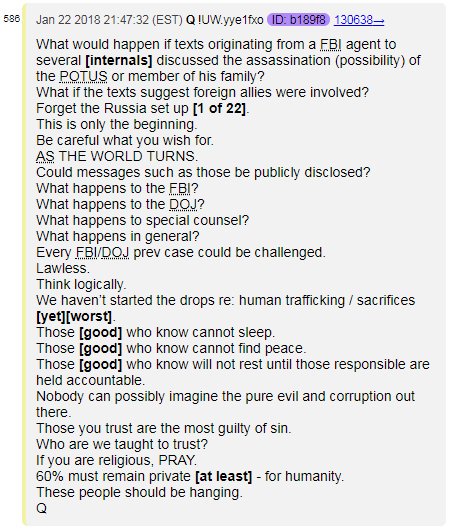 586
Jan 22 2018 21:47:32 (EST) Q !UW.yye1fxo ID: b189f8 130638→
What would happen if texts originating from a FBI agent to
several [internals] discussed the assassination (possibility) of
the POTUS or member of his family?
What if the texts suggest foreign allies were involved?
Forget the Russia set up [1 of 22].
This is only the beginning.
Be careful what you wish for.
AS THE WORLD TURNS.
Could messages such as those be publicly disclosed?
What happens to the FBI?
What happens to the DOJ?
What happens to special counsel?
What happens in general?
Every FBI/DOJ prev case could be challenged.
Lawless.
Think logically.
We haven’t started the drops re: human trafficking / sacrifices
[yet][worst].
Those [good] who know cannot sleep.
Those [good] who know cannot find peace.
Those [good] who know will not rest until those responsible are
held accountable.
Nobody can possibly imagine the pure evil and corruption out
there.
Those you trust are the most guilty of sin.
Who are we taught to trust?
If you are religious, PRAY.
60% must remain private [at least] - for humanity.
These people should be hanging.
Q